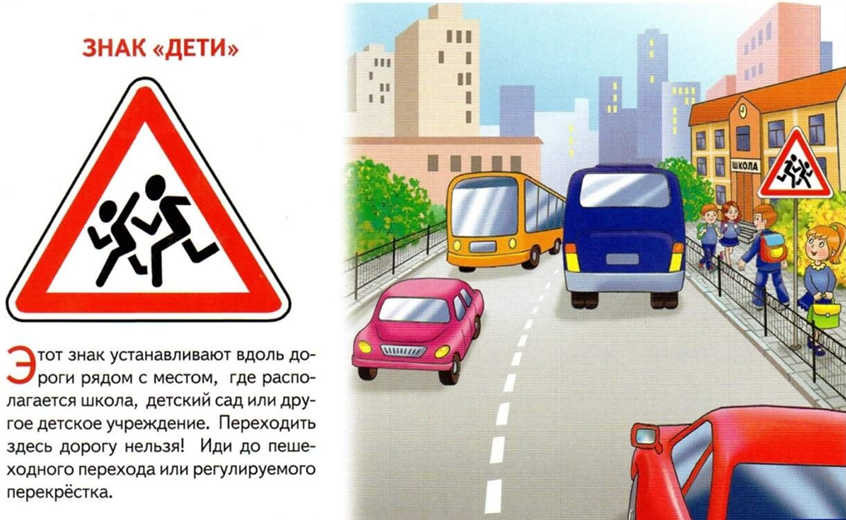 ЗНАК «ДЕТИ»
Этот знак устанавливают вдоль до-
роги рядом с местом, где распо-
лагается школа, детский сад или дру-
гое детское учреждение. Переходить
здесь дорогу нельзя! Иди до пеше-
ходного перехода или регулируемого
перекрёстка.
ШКОЛА